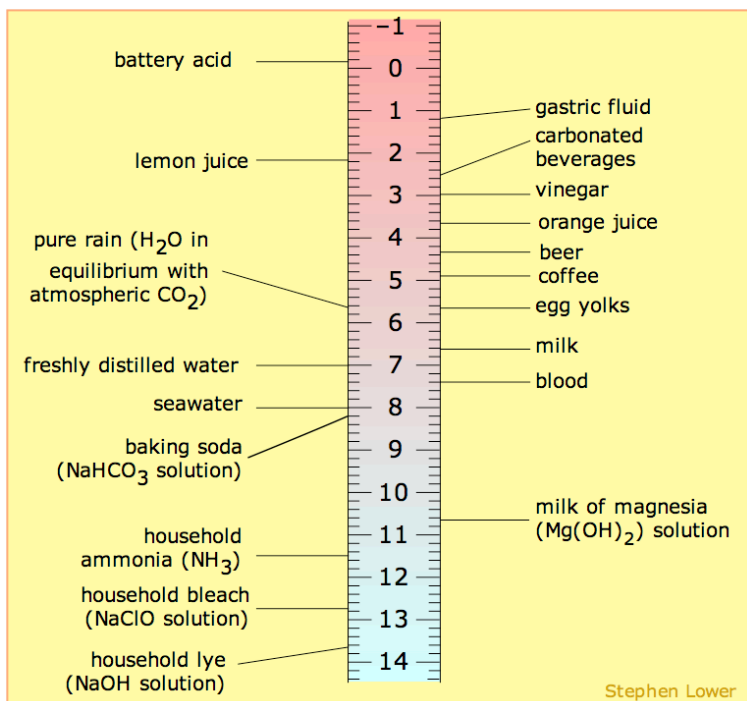 battery acid
lemon juice
pure rain (H₂O in
equilibrium with
atmospheric CO₂)
freshly distilled water
seawater
baking soda
(NaHCO₃ solution)
household
ammonia (NH₃)
household bleach
(NaClO solution)
household lye
(NaOH solution)
–1
0
1
2
3
4
5
6
7
8
9
10
11
12
13
14
gastric fluid
carbonated
beverages
vinegar
orange juice
beer
coffee
egg yolks
milk
blood
milk of magnesia
(Mg(OH)₂) solution
Stephen Lower